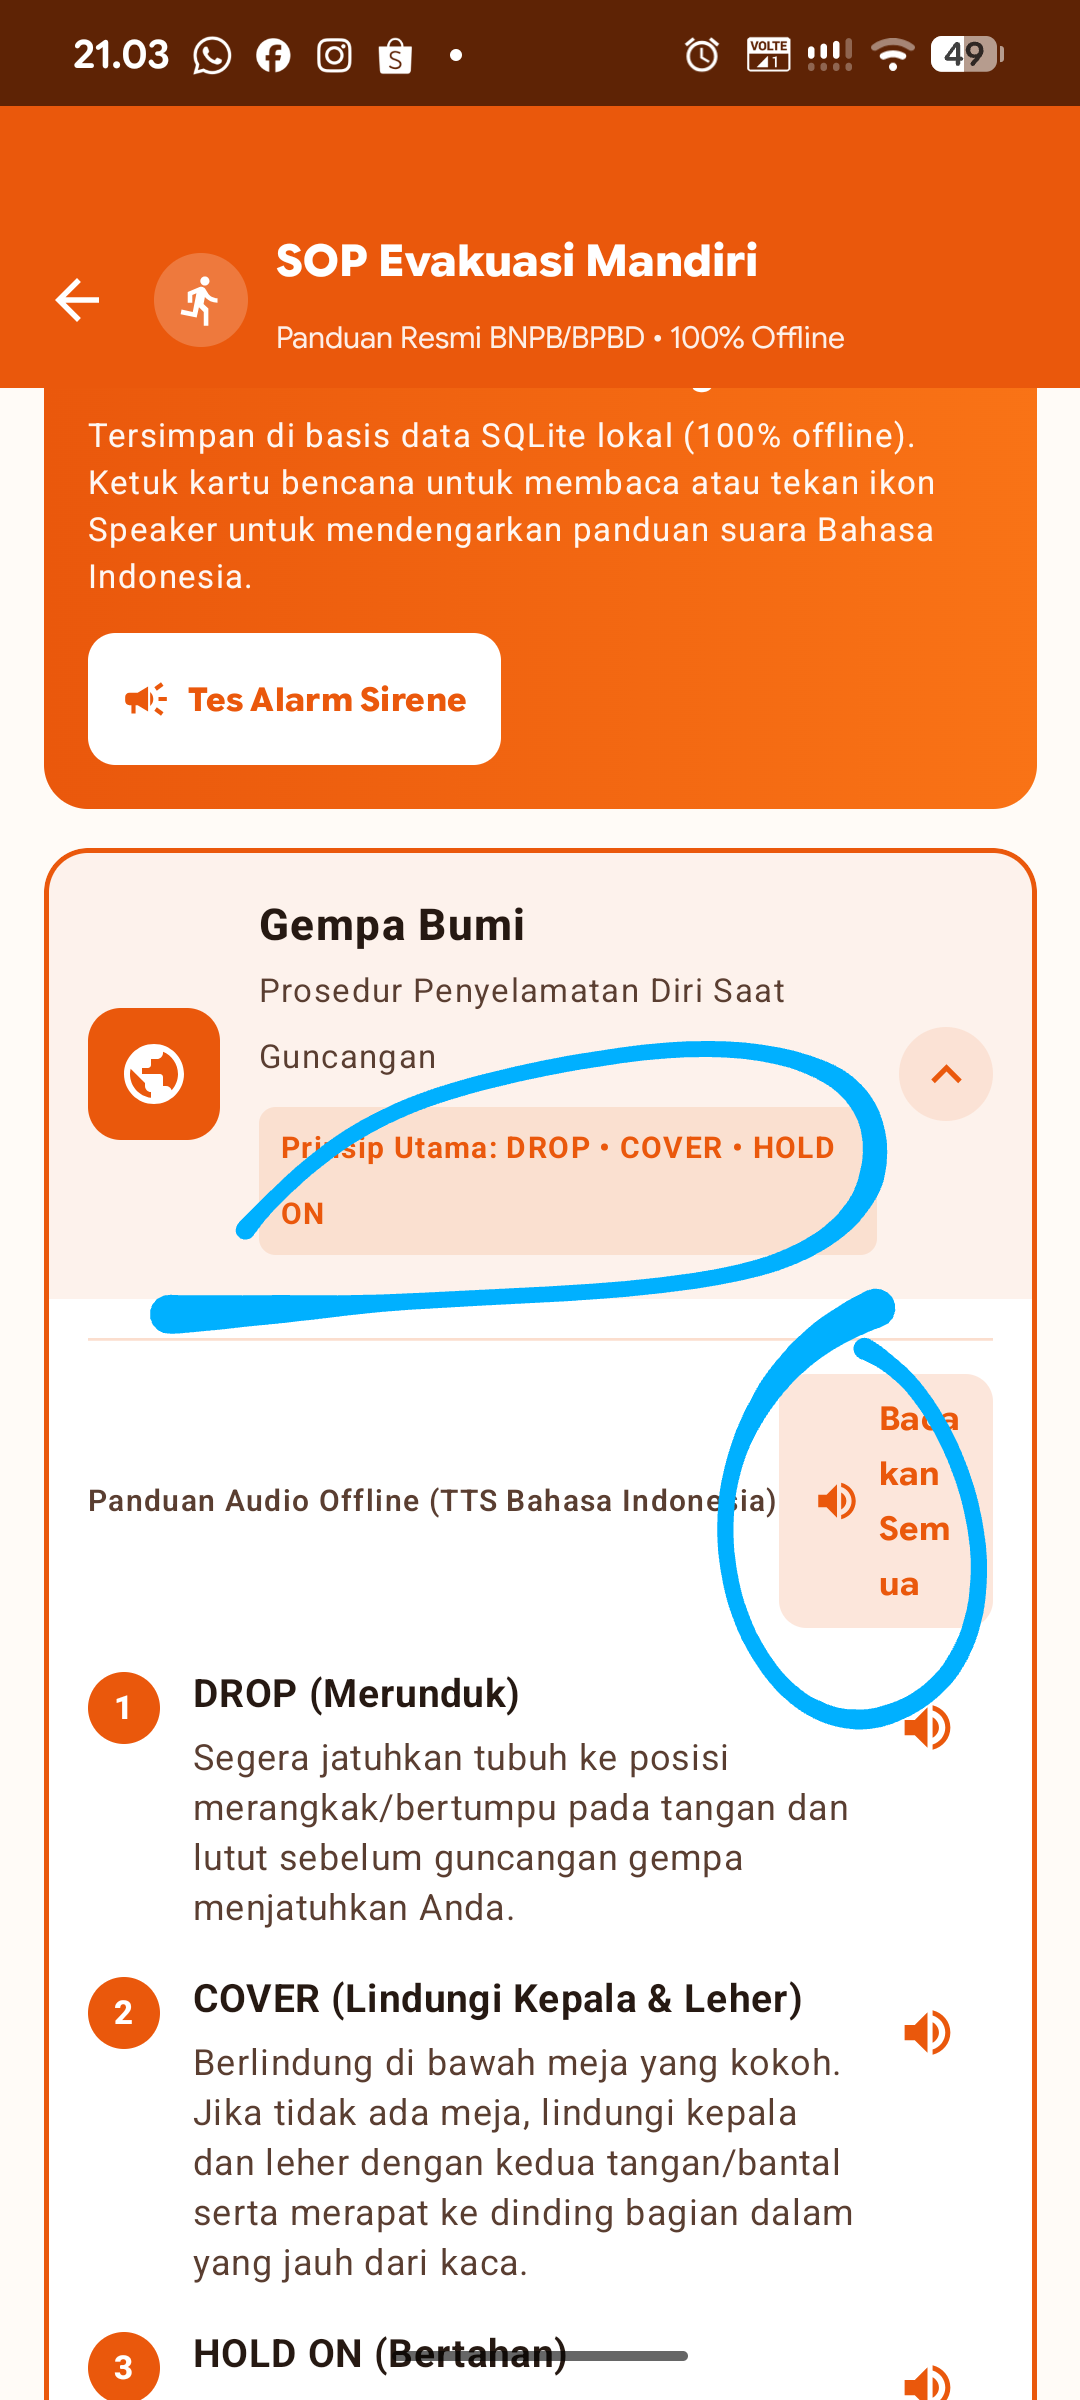 21.03
VOLTE
1
49
SOP Evakuasi Mandiri
Panduan Resmi BNPB/BPBD • 100% Offline
Tersimpan di basis data SQLite lokal (100% offline).
Ketuk kartu bencana untuk membaca atau tekan ikon
Speaker untuk mendengarkan panduan suara Bahasa
Indonesia.
Tes Alarm Sirene
Gempa Bumi
Prosedur Penyelamatan Diri Saat
Guncangan
Prinsip Utama: DROP • COVER • HOLD
ON
Panduan Audio Offline (TTS Bahasa Indonesia)
Baca
kan
Sem
ua
1
DROP (Merunduk)
Segera jatuhkan tubuh ke posisi
merangkak/bertumpu pada tangan dan
lutut sebelum guncangan gempa
menjatuhkan Anda.
2
COVER (Lindungi Kepala & Leher)
Berlindung di bawah meja yang kokoh.
Jika tidak ada meja, lindungi kepala
dan leher dengan kedua tangan/bantal
serta merapat ke dinding bagian dalam
yang jauh dari kaca.
3
HOLD ON (Bertahan)